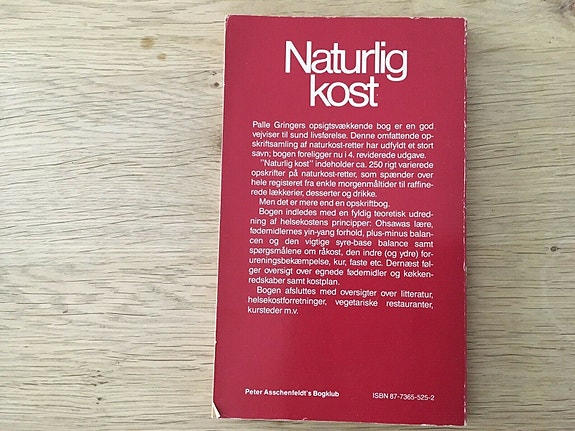 Naturlig
kost
Palle Gringers opsigtsvækkende bog er en god
vejviser til sund livsførelse. Denne omfattende op-
skriftsamling af naturkost-retter har udfyldt et stort
savn; bogen foreligger nu i 4. reviderede udgave.
"Naturlig kost" indeholder ca. 250 rigt varierede
opskrifter på naturkost-retter, som spænder over
hele registeret fra enkle morgenmåltider til raffine-
rede lækkerier, desserter og drikke.
Men det er mere end en opskriftbog.
Bogen indledes med en fyldig teoretisk udred-
ning af helsekostens principper: Ohsawas lære,
fødemidlernes yin-yang forhold, plus-minus balan-
cen og den vigtige syre-base balance samt
spørgsmålene om råkost, den indre (og ydre) for-
ureningsbekæmpelse, kur, faste etc. Dernæst føl-
ger oversigt over egnede fødemidler og køkken-
redskaber samt kostplan.
Bogen afsluttes med oversigter over litteratur,
helsekostforretninger, vegetariske restauranter,
kursteder m.v.
Peter Asschenfeldt's Bogklub
ISBN 87-7365-525-2